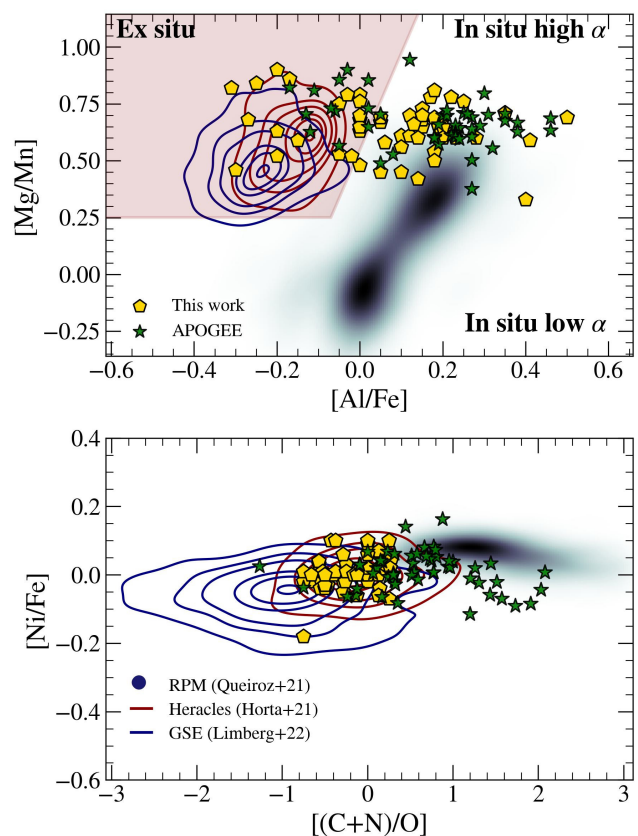 Ex situ
In situ high α
1.00
0.75
0.50
0.25
0.00
−0.25
[Mg/Mn]
This work
APOGEE
In situ low α
−0.6
−0.4
−0.2
0.0
0.2
0.4
0.6
[Al/Fe]
0.4
0.2
0.0
−0.2
−0.4
−0.6
[Ni/Fe]
RPM (Queiroz+21)
Heracles (Horta+21)
GSE (Limberg+22)
−3
−2
−1
0
1
2
3
[(C+N)/O]